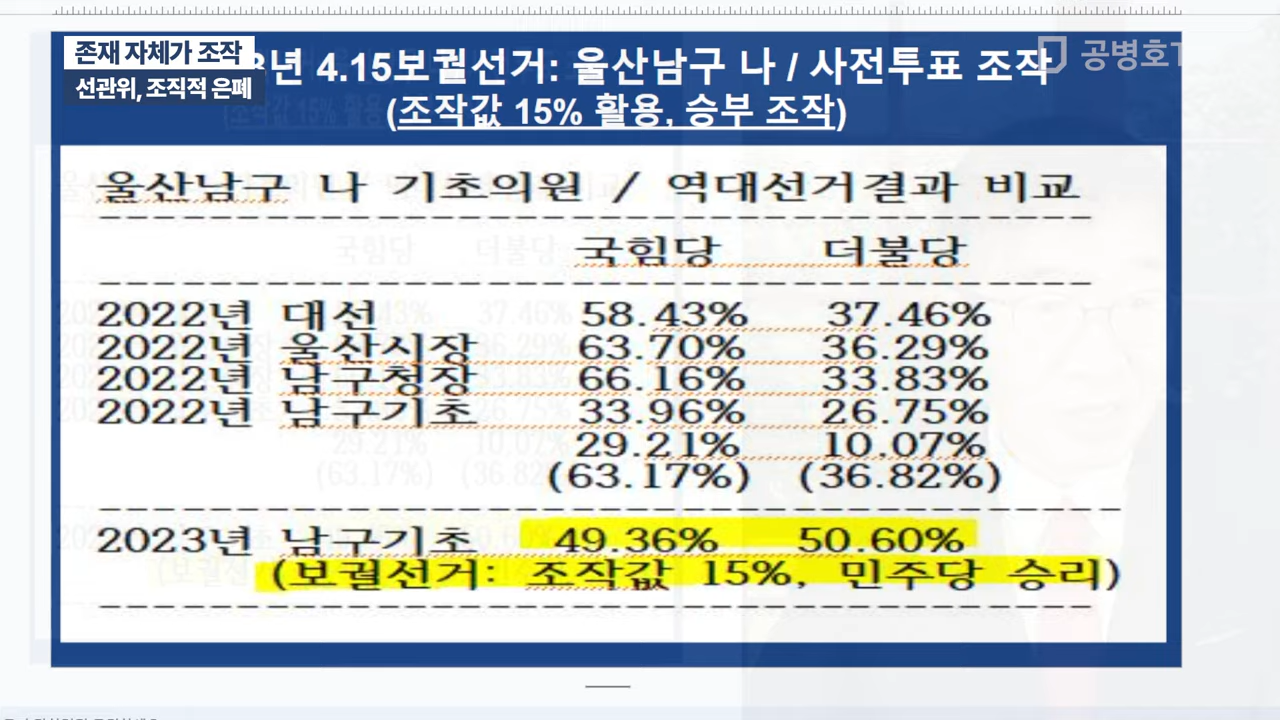 존재 자체가 조작
선관위, 조직적 은폐
년 4.15보궐선거: 울산남구 나 / 사전투표 조작
(조작값 15% 활용, 승부 조작)
공병호
울산남구 나 기초의원 / 역대선거결과 비교
국힘당 더불당
2022년 대선 58.43% 37.46%
2022년 울산시장 63.70% 36.29%
2022년 남구청장 66.16% 33.83%
2022년 남구기초 33.96% 26.75%
29.21% 10.07%
(63.17%) (36.82%)
2023년 남구기초 49.36% 50.60%
(보궐선거: 조작값 15%, 민주당 승리)